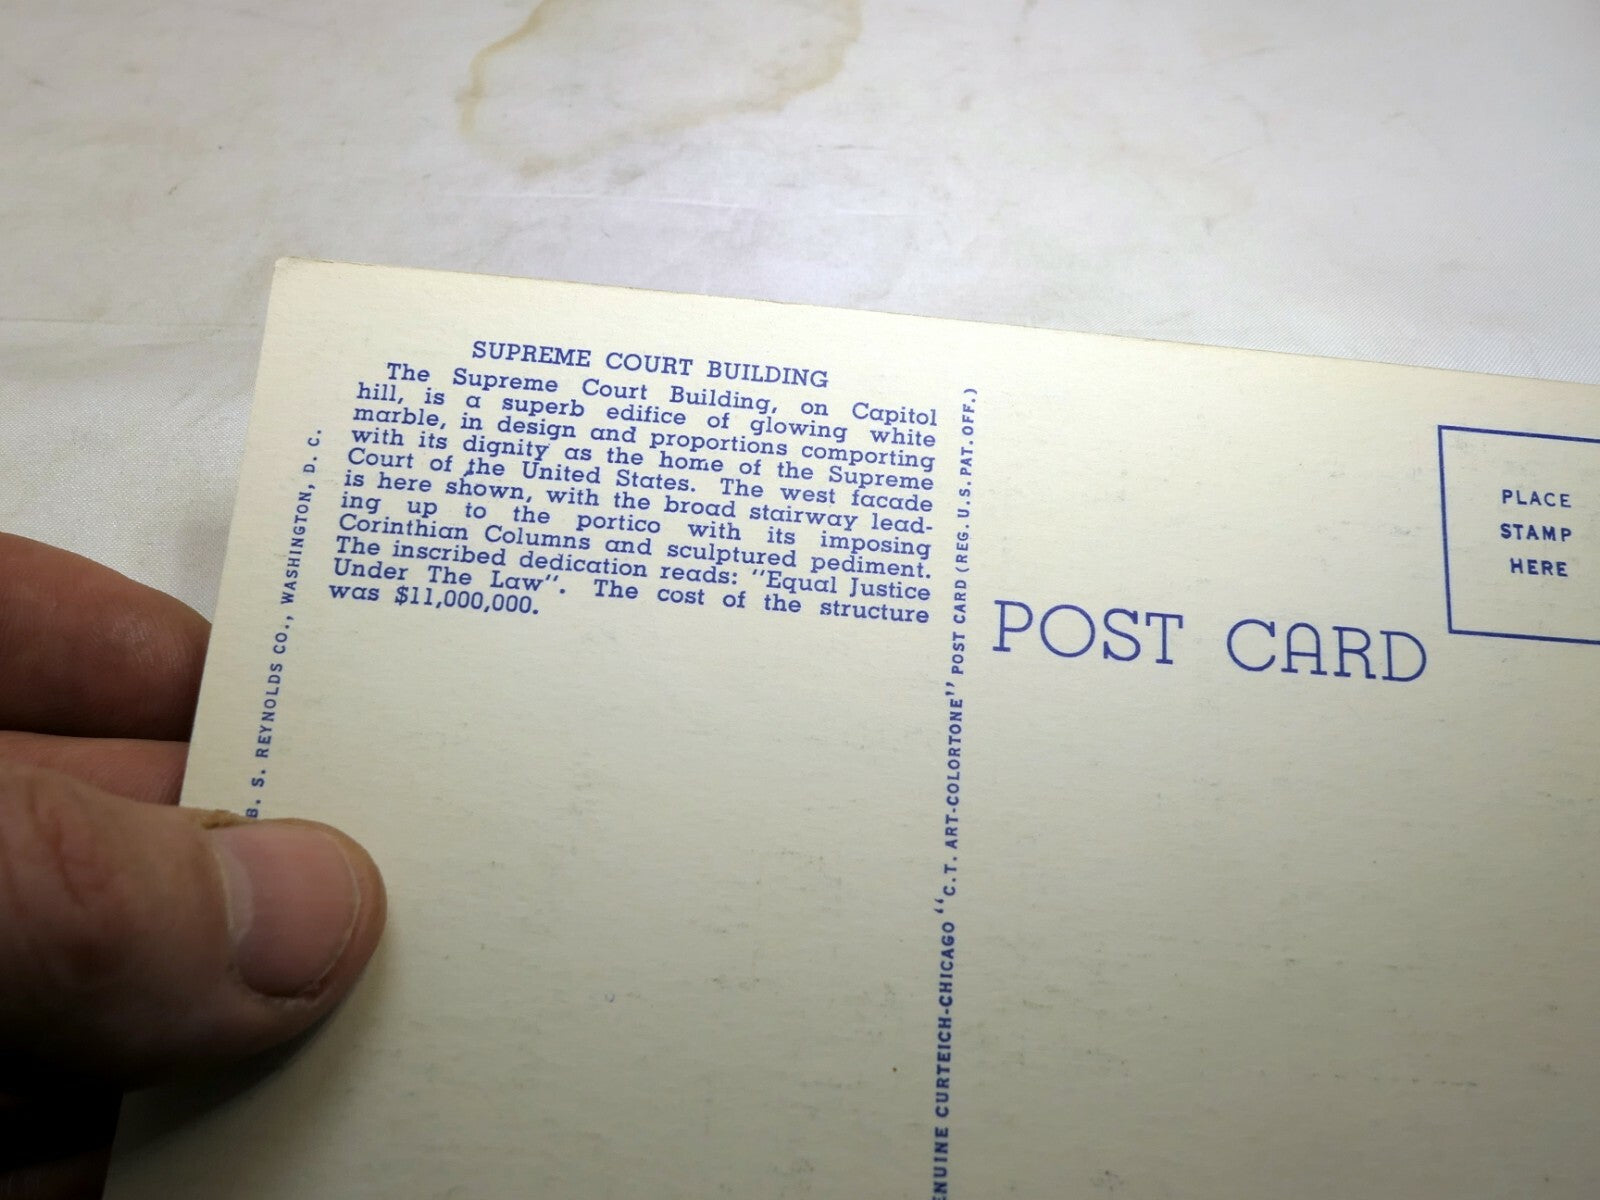 SUPREME COURT BUILDING
The Supreme Court Building, on Capitol
hill, is a superb edifice of glowing white
marble, in design and proportions comporting
with its dignity as the home of the Supreme
Court of the United States. The west facade
is here shown, with the broad stairway lead-
ing up to the portico with its imposing
Corinthian Columns and sculptured pediment.
The inscribed dedication reads: "Equal Justice
Under The Law". The cost of the structure
was $11,000,000.
B. S. REYNOLDS CO., WASHINGTON, D. C.
CURTEICH-CHICAGO "C.T. ART-COLORTONE" POST CARD (REG. U.S. PAT. OFF.)
POST CARD
PLACE
STAMP
HERE